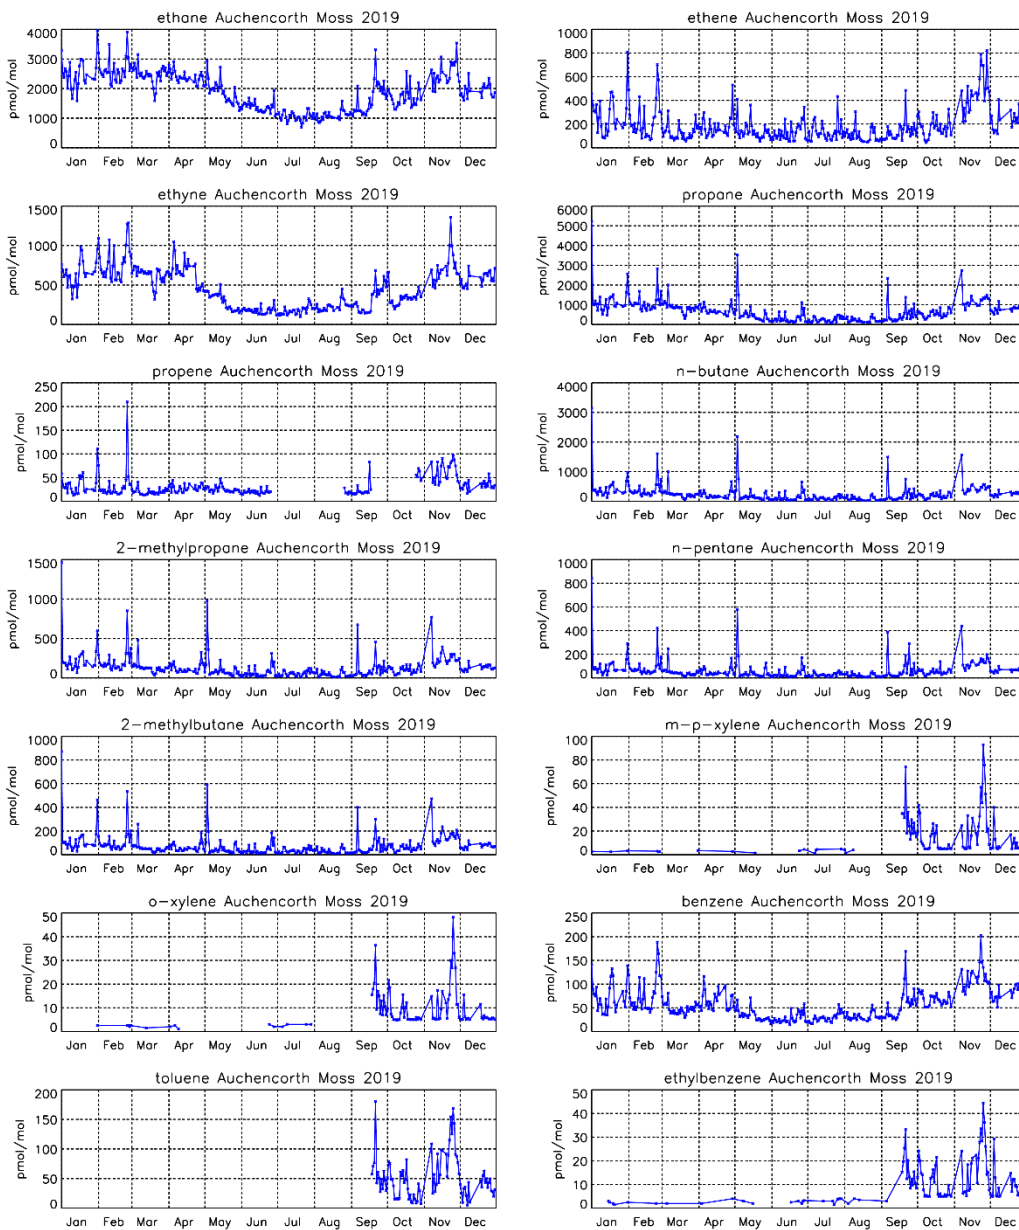 ethane Auchencorth Moss 2019
4000
3000
2000
1000
0
pmol/mol
Jan Feb Mar Apr May Jun Jul Aug Sep Oct Nov Dec
ethene Auchencorth Moss 2019
1000
800
600
400
200
0
pmol/mol
Jan Feb Mar Apr May Jun Jul Aug Sep Oct Nov Dec
ethyne Auchencorth Moss 2019
1500
1000
500
0
pmol/mol
Jan Feb Mar Apr May Jun Jul Aug Sep Oct Nov Dec
propane Auchencorth Moss 2019
6000
5000
4000
3000
2000
1000
0
pmol/mol
Jan Feb Mar Apr May Jun Jul Aug Sep Oct Nov Dec
propene Auchencorth Moss 2019
250
200
150
100
50
0
pmol/mol
Jan Feb Mar Apr May Jun Jul Aug Sep Oct Nov Dec
n-butane Auchencorth Moss 2019
4000
3000
2000
1000
0
pmol/mol
Jan Feb Mar Apr May Jun Jul Aug Sep Oct Nov Dec
2-methylpropane Auchencorth Moss 2019
1500
1000
500
0
pmol/mol
Jan Feb Mar Apr May Jun Jul Aug Sep Oct Nov Dec
n-pentane Auchencorth Moss 2019
1000
800
600
400
200
0
pmol/mol
Jan Feb Mar Apr May Jun Jul Aug Sep Oct Nov Dec
2-methylbutane Auchencorth Moss 2019
1000
800
600
400
200
0
pmol/mol
Jan Feb Mar Apr May Jun Jul Aug Sep Oct Nov Dec
m-p-xylene Auchencorth Moss 2019
100
80
60
40
20
0
pmol/mol
Jan Feb Mar Apr May Jun Jul Aug Sep Oct Nov Dec
o-xylene Auchencorth Moss 2019
50
40
30
20
10
0
pmol/mol
Jan Feb Mar Apr May Jun Jul Aug Sep Oct Nov Dec
benzene Auchencorth Moss 2019
250
200
150
100
50
0
pmol/mol
Jan Feb Mar Apr May Jun Jul Aug Sep Oct Nov Dec
toluene Auchencorth Moss 2019
200
150
100
50
0
pmol/mol
Jan Feb Mar Apr May Jun Jul Aug Sep Oct Nov Dec
ethylbenzene Auchencorth Moss 2019
50
40
30
20
10
0
pmol/mol
Jan Feb Mar Apr May Jun Jul Aug Sep Oct Nov Dec